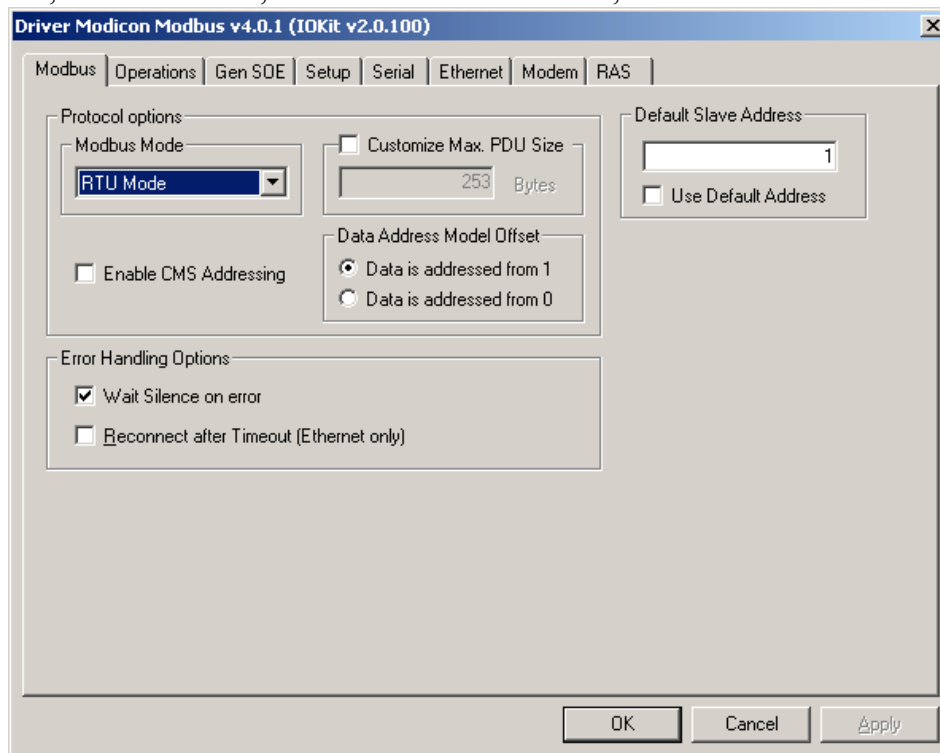 Driver Modicon Modbus v4.0.1 (IOKit v2.0.100)
Modbus Operations Gen SOE Setup Serial Ethernet Modem RAS
Protocol options
Modbus Mode
RTU Mode
Customize Max. PDU Size
253 Bytes
Default Slave Address
1
Use Default Address
Enable CMS Addressing
Data Address Model Offset
Data is addressed from 1
Data is addressed from 0
Error Handling Options
Wait Silence on error
Reconnect after Timeout (Ethernet only)
OK Cancel Apply